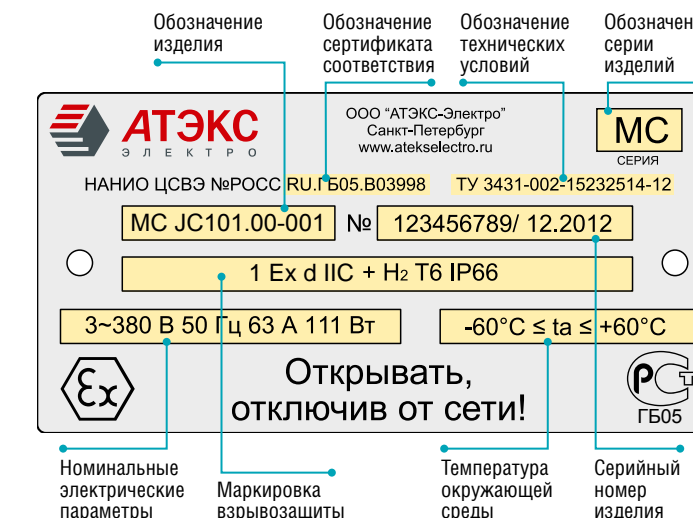 Обозначение изделия
Обозначение сертификата соответствия
Обозначение технических условий
Обозначен серии изделий
АТЭКС
ЭЛЕКТРО
ООО "АТЭКС-Электро"
Санкт-Петербург
www.atekselectro.ru
МС
СЕРИЯ
НАНИО ЦСВЭ №РОСС RU.ГБ05.В03998 ТУ 3431-002-15232514-12
МС JC101.00-001 № 123456789/ 12.2012
1 Ex d IIC + H2 T6 IP66
3~380 В 50 Гц 63 А 111 Вт -60°C ≤ ta ≤ +60°C
Ex
Открывать,
отключив от сети!
РСТ
ГБ05
Номинальные электрические параметры
Маркировка взрывозащиты
Температура окружающей среды
Серийный номер изделия